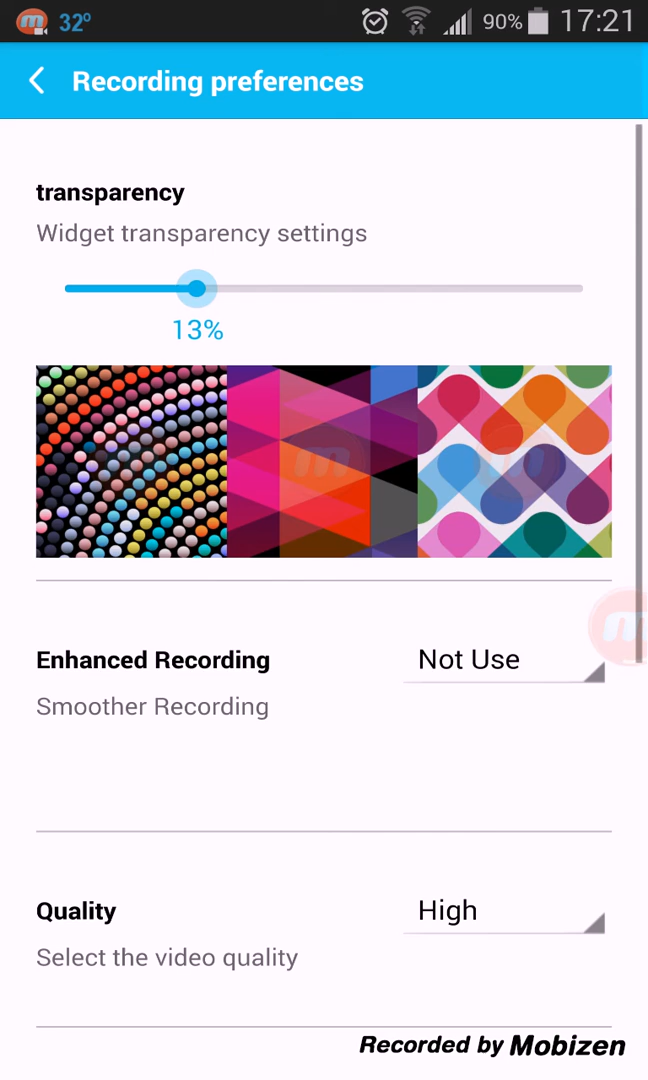 m 32º 90% 17:21
Recording preferences
transparency
Widget transparency settings
13%
m m
Enhanced Recording Not Use
m
Smoother Recording
Quality High
Select the video quality
Recorded by Mobizen